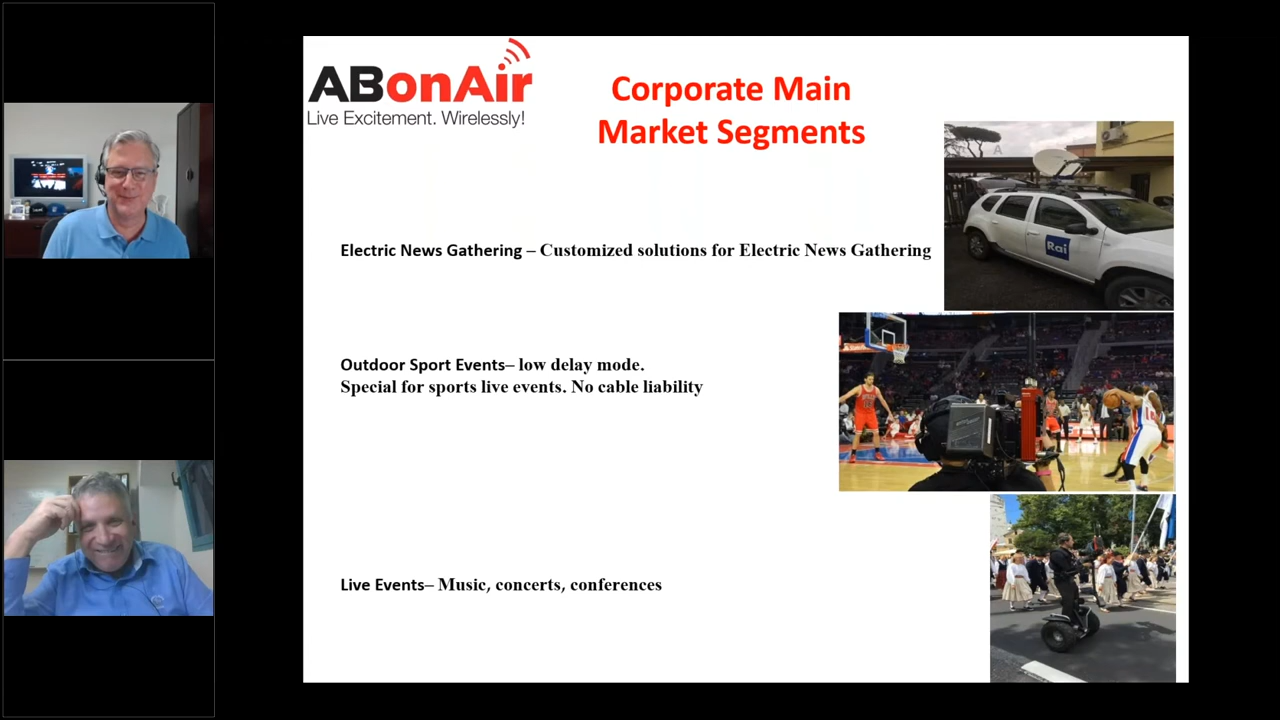 ABonAir
Live Excitement. Wirelessly!
Corporate Main
Market Segments
Electric News Gathering – Customized solutions for Electric News Gathering
Rai
Outdoor Sport Events– low delay mode.
Special for sports live events. No cable liability
Live Events– Music, concerts, conferences